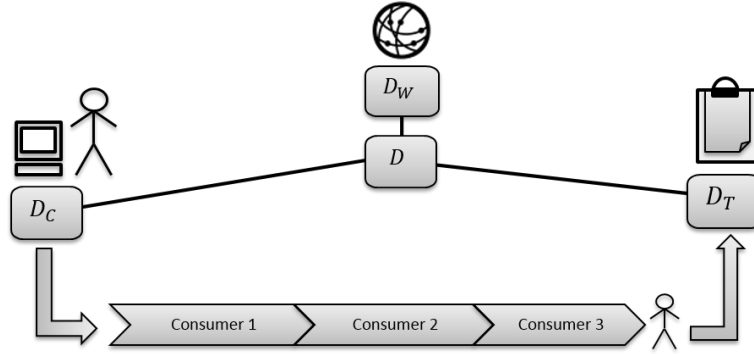 D_W
D
D_C
D_T
Consumer 1
Consumer 2
Consumer 3